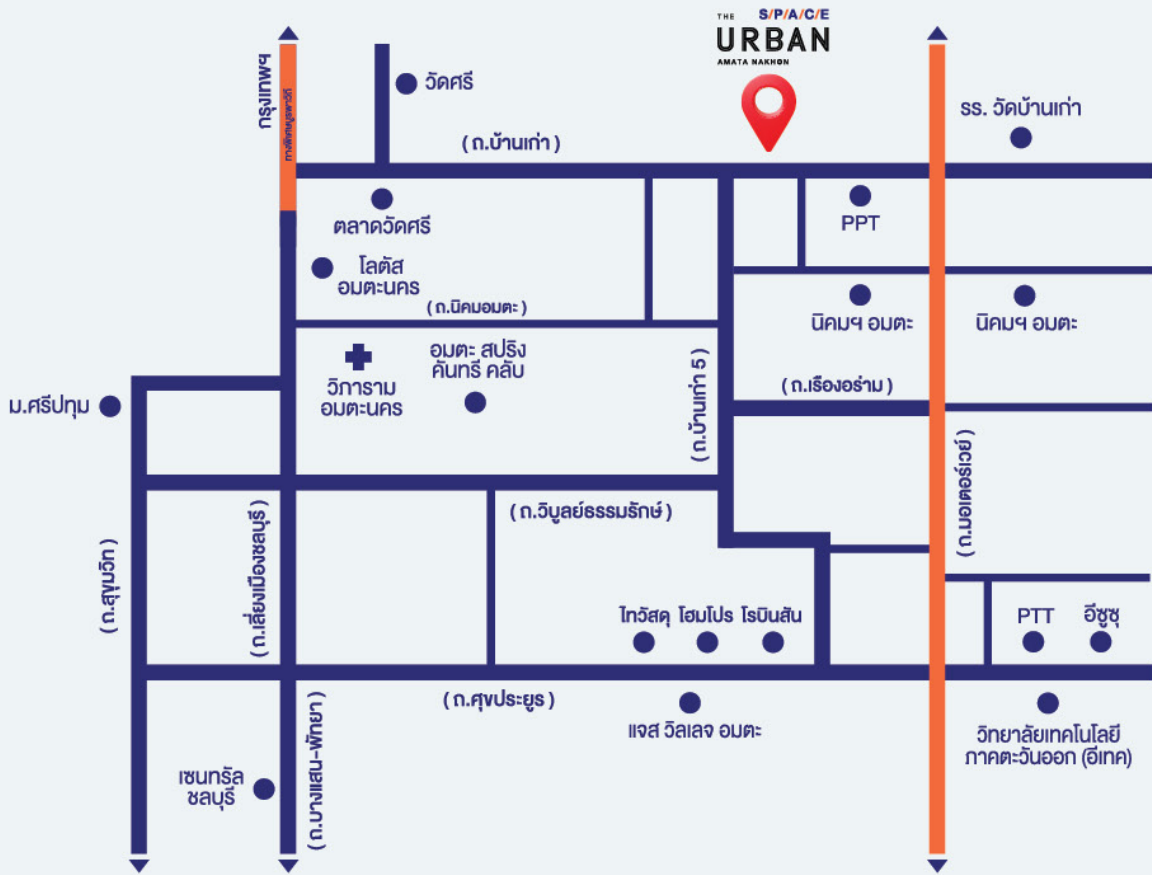 THE S/P/A/C/E
URBAN
AMATA NAKHON
กรุงเทพฯ
ทางพิเศษบูรพาวิถี
วัดศรี
( ถ.บ้านเก่า )
รร. วัดบ้านเก่า
ตลาดวัดศรี
PPT
โลตัส
อมตะนคร
( ถ.นิคมอมตะ )
นิคมฯ อมตะ
นิคมฯ อมตะ
วิภาราม
อมตะนคร
อมตะ สปริง
คันทรี คลับ
( ถ.บ้านเก่า 5 )
( ถ.เรืองอร่าม )
ม.ศรีปทุม
( ถ.มอเตอร์เวย์ )
( ถ.วิบูลย์ธรรมรักษ์ )
( ถ.สุขุมวิท )
( ถ.เลี่ยงเมืองชลบุรี )
ไทวัสดุ โฮมโปร โรบินสัน
PTT อีซูซุ
( ถ.ศุขประยูร )
แจส วิลเลจ อมตะ
วิทยาลัยเทคโนโลยี
ภาคตะวันออก (อีเทค)
เซนทรัล
ชลบุรี
( ถ.บางแสน-พัทยา )